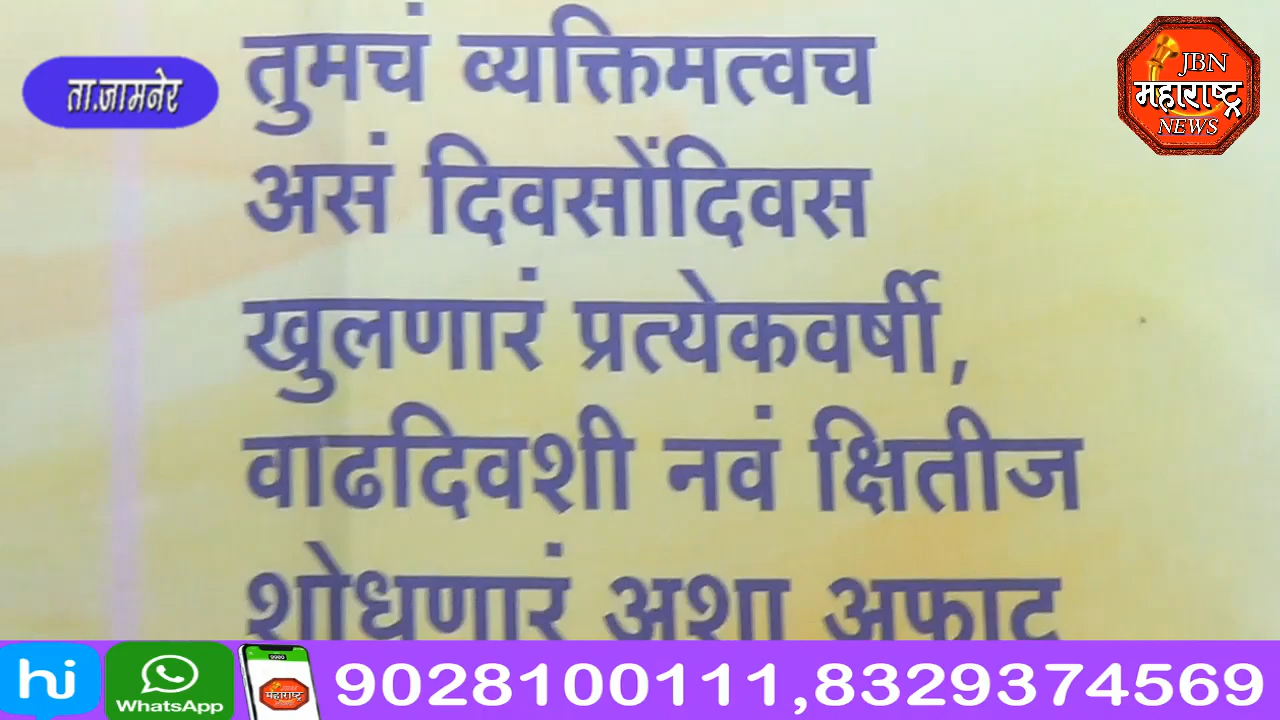 तुमचं व्यक्तिमत्वच
असं दिवसोंदिवस
खुलणारं प्रत्येकवर्षी,
वाढदिवशी नवं क्षितीज
शोधणारं अशा अफाट
ता.जामनेर
JBN
महाराष्ट्र
NEWS
hi
WhatsApp
महाराष्ट्र
9028100111,8329374569